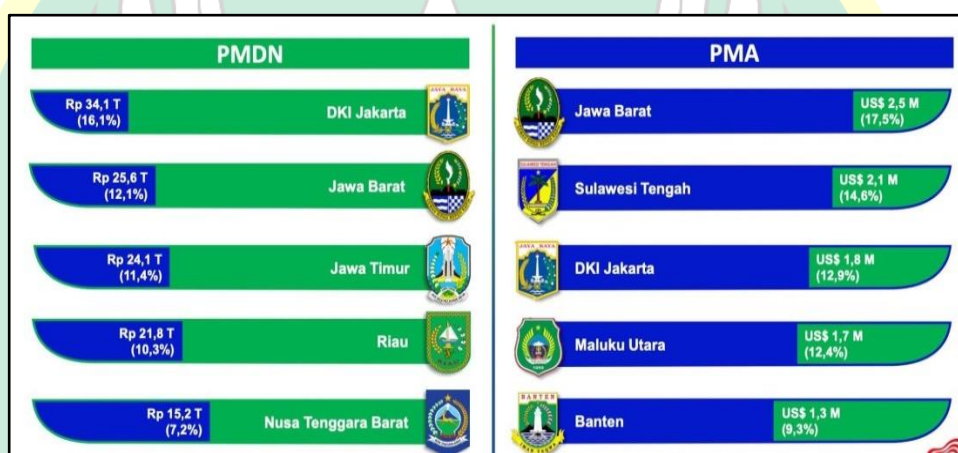 PMDN
Rp 34,1 T
(16,1%)
DKI Jakarta
Rp 25,6 T
(12,1%)
Jawa Barat
Rp 24,1 T
(11,4%)
Jawa Timur
Rp 21,8 T
(10,3%)
Riau
Rp 15,2 T
(7,2%)
Nusa Tenggara Barat
PMA
Jawa Barat
US$ 2,5 M
(17,5%)
Sulawesi Tengah
US$ 2,1 M
(14,6%)
DKI Jakarta
US$ 1,8 M
(12,9%)
Maluku Utara
US$ 1,7 M
(12,4%)
Banten
US$ 1,3 M
(9,3%)